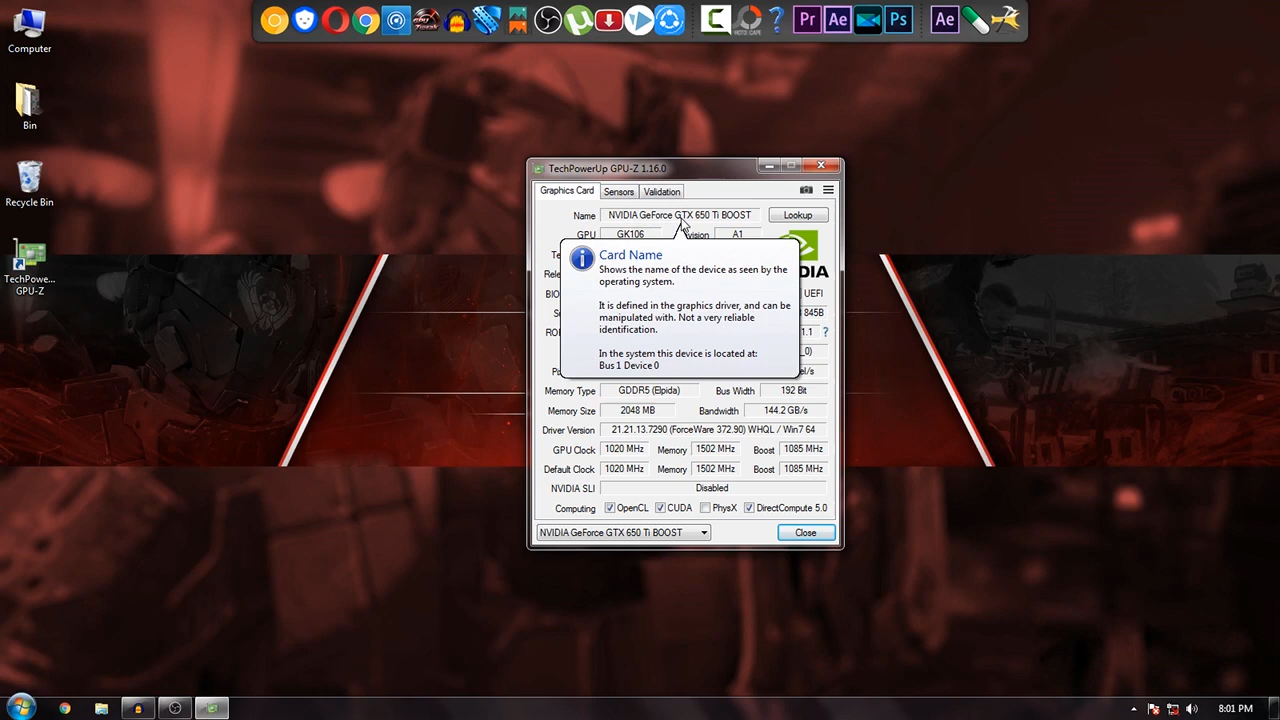 Computer
Bin
Recycle Bin
TechPowe...
GPU-Z
Pr Ae Ps Ae
TechPowerUp GPU-Z 1.16.0
Graphics Card Sensors Validation
Name NVIDIA GeForce GTX 650 Ti BOOST Lookup
GPU GK106 A1
Card Name
Shows the name of the device as seen by the
operating system.
It is defined in the graphics driver, and can be
manipulated with. Not a very reliable
identification.
In the system this device is located at:
Bus 1 Device 0
UEFI
845B
1.1 ?
Memory Type GDDR5 (Elpida) Bus Width 192 Bit
Memory Size 2048 MB Bandwidth 144.2 GB/s
Driver Version 21.21.13.7290 (ForceWare 372.90) WHQL / Win7 64
GPU Clock 1020 MHz Memory 1502 MHz Boost 1085 MHz
Default Clock 1020 MHz Memory 1502 MHz Boost 1085 MHz
NVIDIA SLI Disabled
Computing OpenCL CUDA PhysX DirectCompute 5.0
NVIDIA GeForce GTX 650 Ti BOOST Close
8:01 PM